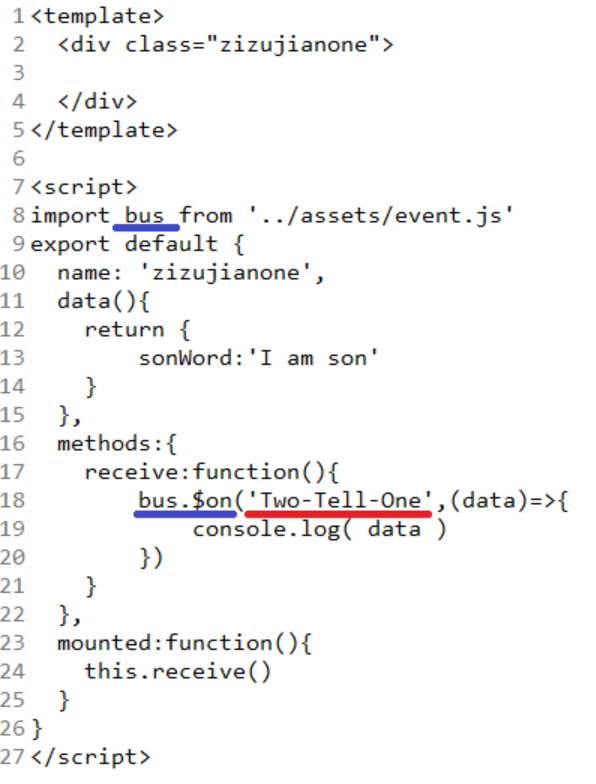 1 <template>
2   <div class="zizujianone">
3
4   </div>
5 </template>
6
7 <script>
8 import bus from '../assets/event.js'
9 export default {
10   name: 'zizujianone',
11   data(){
12     return {
13         sonWord:'I am son'
14     }
15   },
16   methods:{
17     receive:function(){
18         bus.$on('Two-Tell-One',(data)=>{
19             console.log( data )
20         })
21     }
22   },
23   mounted:function(){
24     this.receive()
25   }
26 }
27 </script>